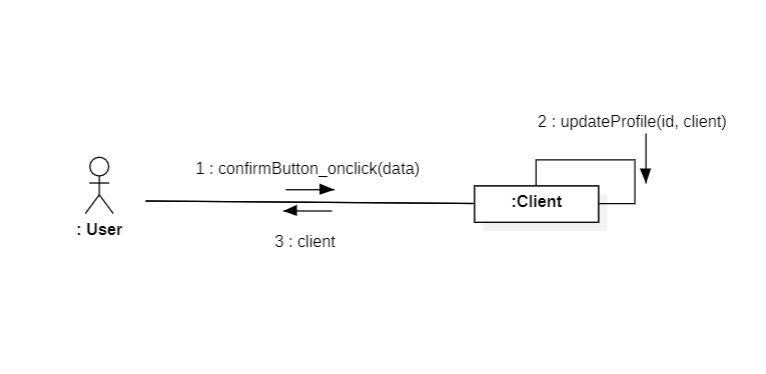 2 : updateProfile(id, client)
1 : confirmButton_onclick(data)
:Client
: User
3 : client